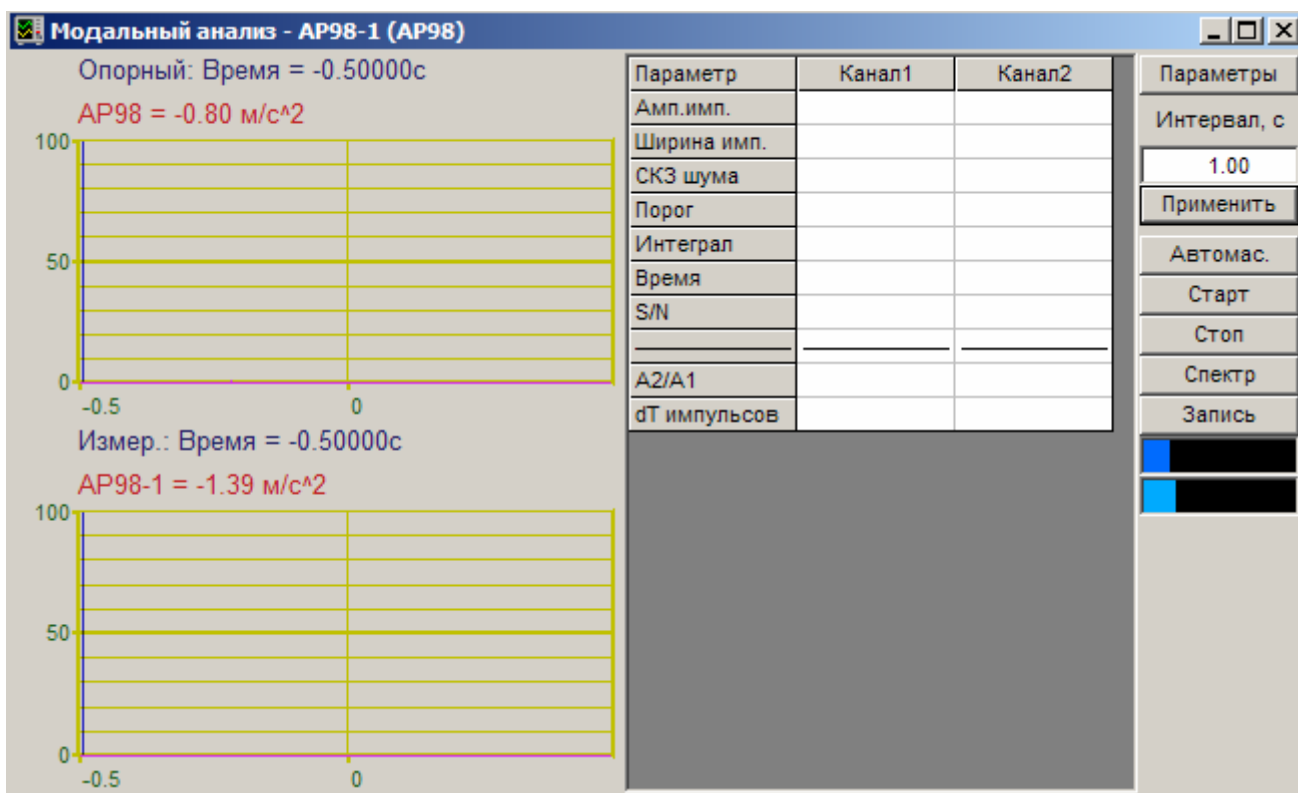 Модальный анализ - AP98-1 (AP98)
Опорный: Время = -0.50000с
AP98 = -0.80 м/с^2
100
50
0
-0.5 0
Измер.: Время = -0.50000с
AP98-1 = -1.39 м/с^2
100
50
0
-0.5 0
Параметр Канал1 Канал2
Амп.имп.
Ширина имп.
СКЗ шума
Порог
Интеграл
Время
S/N
A2/A1
dT импульсов
Параметры
Интервал, с
1.00
Применить
Автомас.
Старт
Стоп
Спектр
Запись